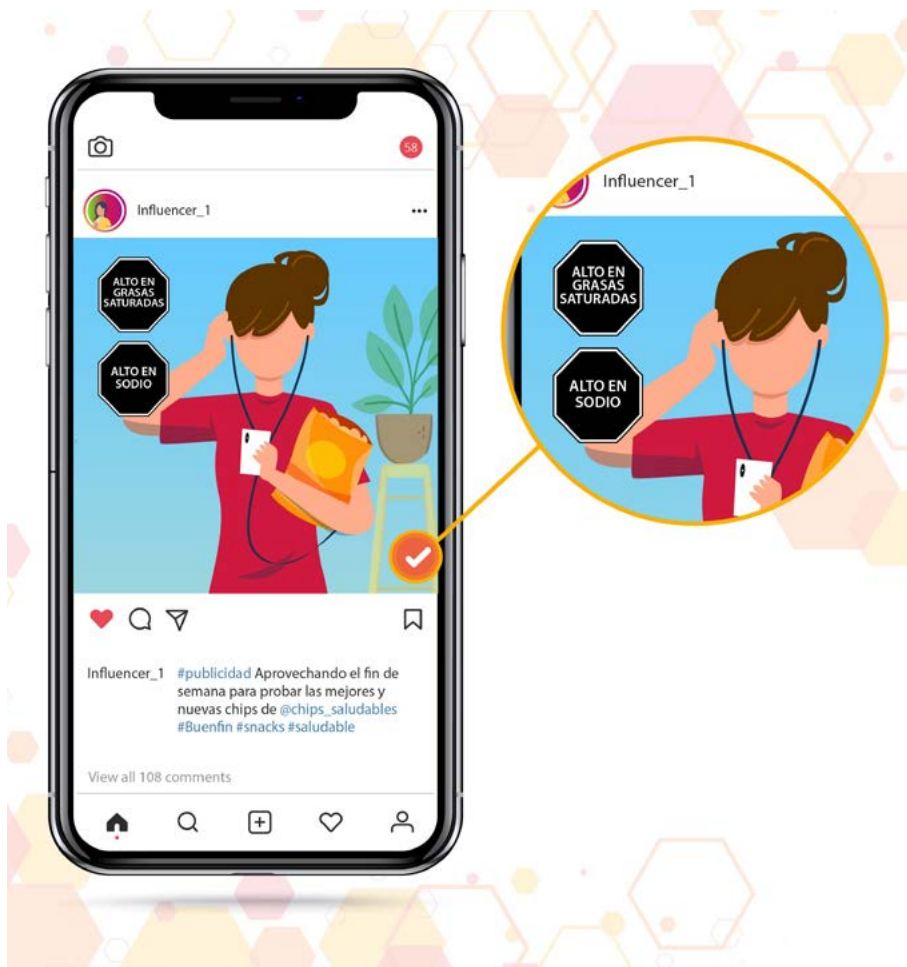 58
Influencer_1
ALTO EN
GRASAS
SATURADAS
ALTO EN
SODIO
Influencer_1 #publicidad Aprovechando el fin de
semana para probar las mejores y
nuevas chips de @chips_saludables
#Buenfin #snacks #saludable
View all 108 comments
Influencer_1
ALTO EN
GRASAS
SATURADAS
ALTO EN
SODIO